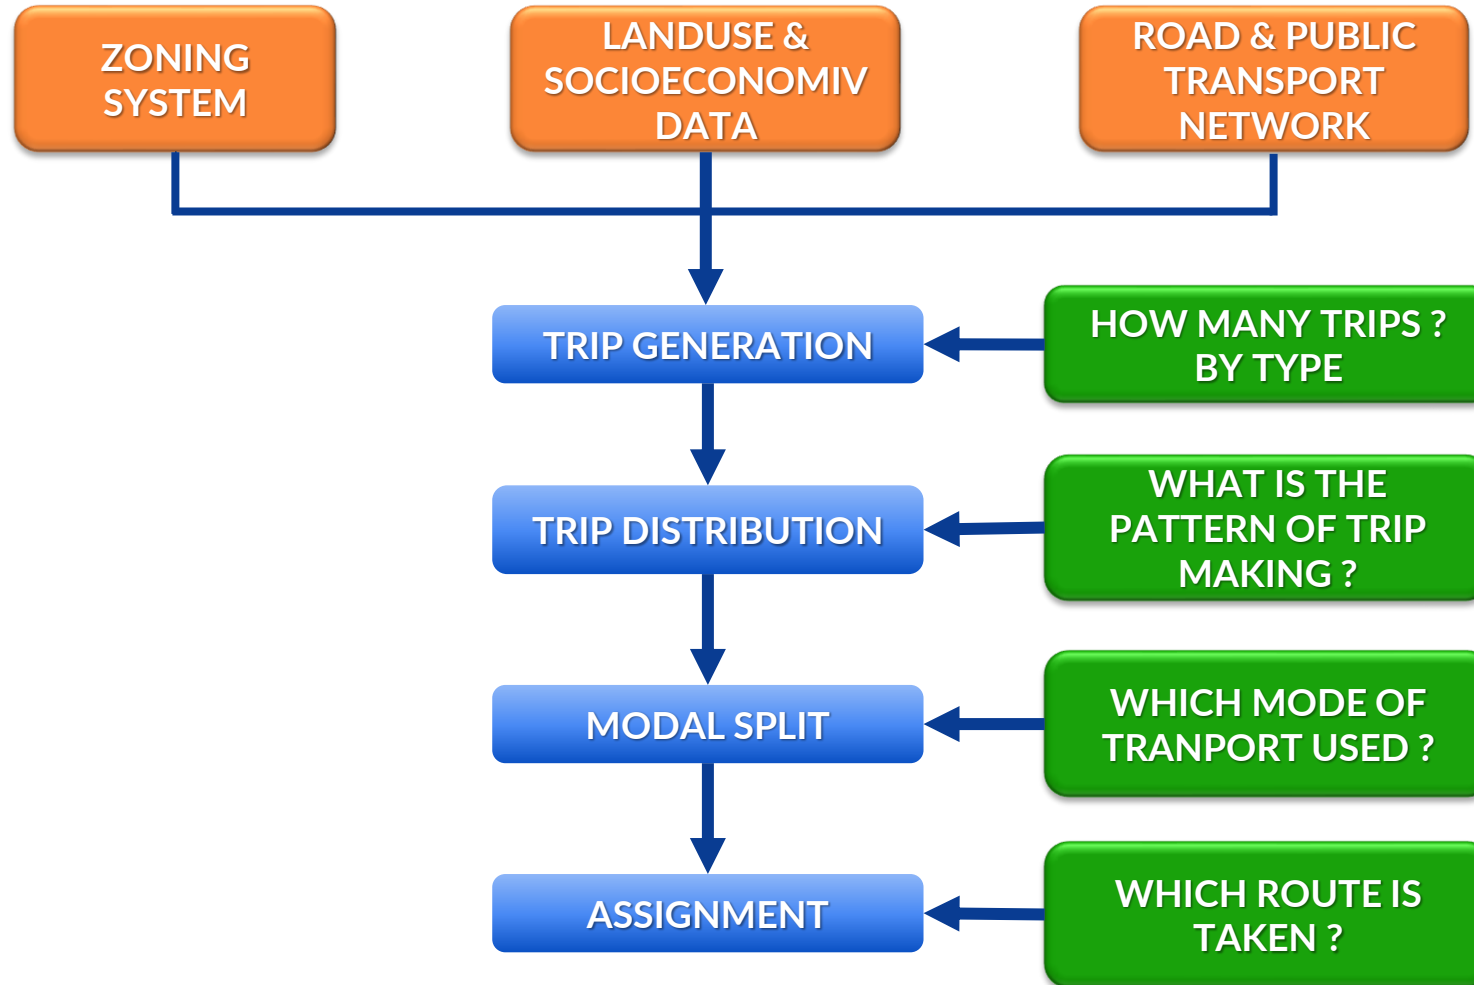 ZONING
SYSTEM
LANDUSE &
SOCIOECONOMIV
DATA
ROAD & PUBLIC
TRANSPORT
NETWORK
TRIP GENERATION
HOW MANY TRIPS ?
BY TYPE
TRIP DISTRIBUTION
WHAT IS THE
PATTERN OF TRIP
MAKING ?
MODAL SPLIT
WHICH MODE OF
TRANPORT USED ?
ASSIGNMENT
WHICH ROUTE IS
TAKEN ?